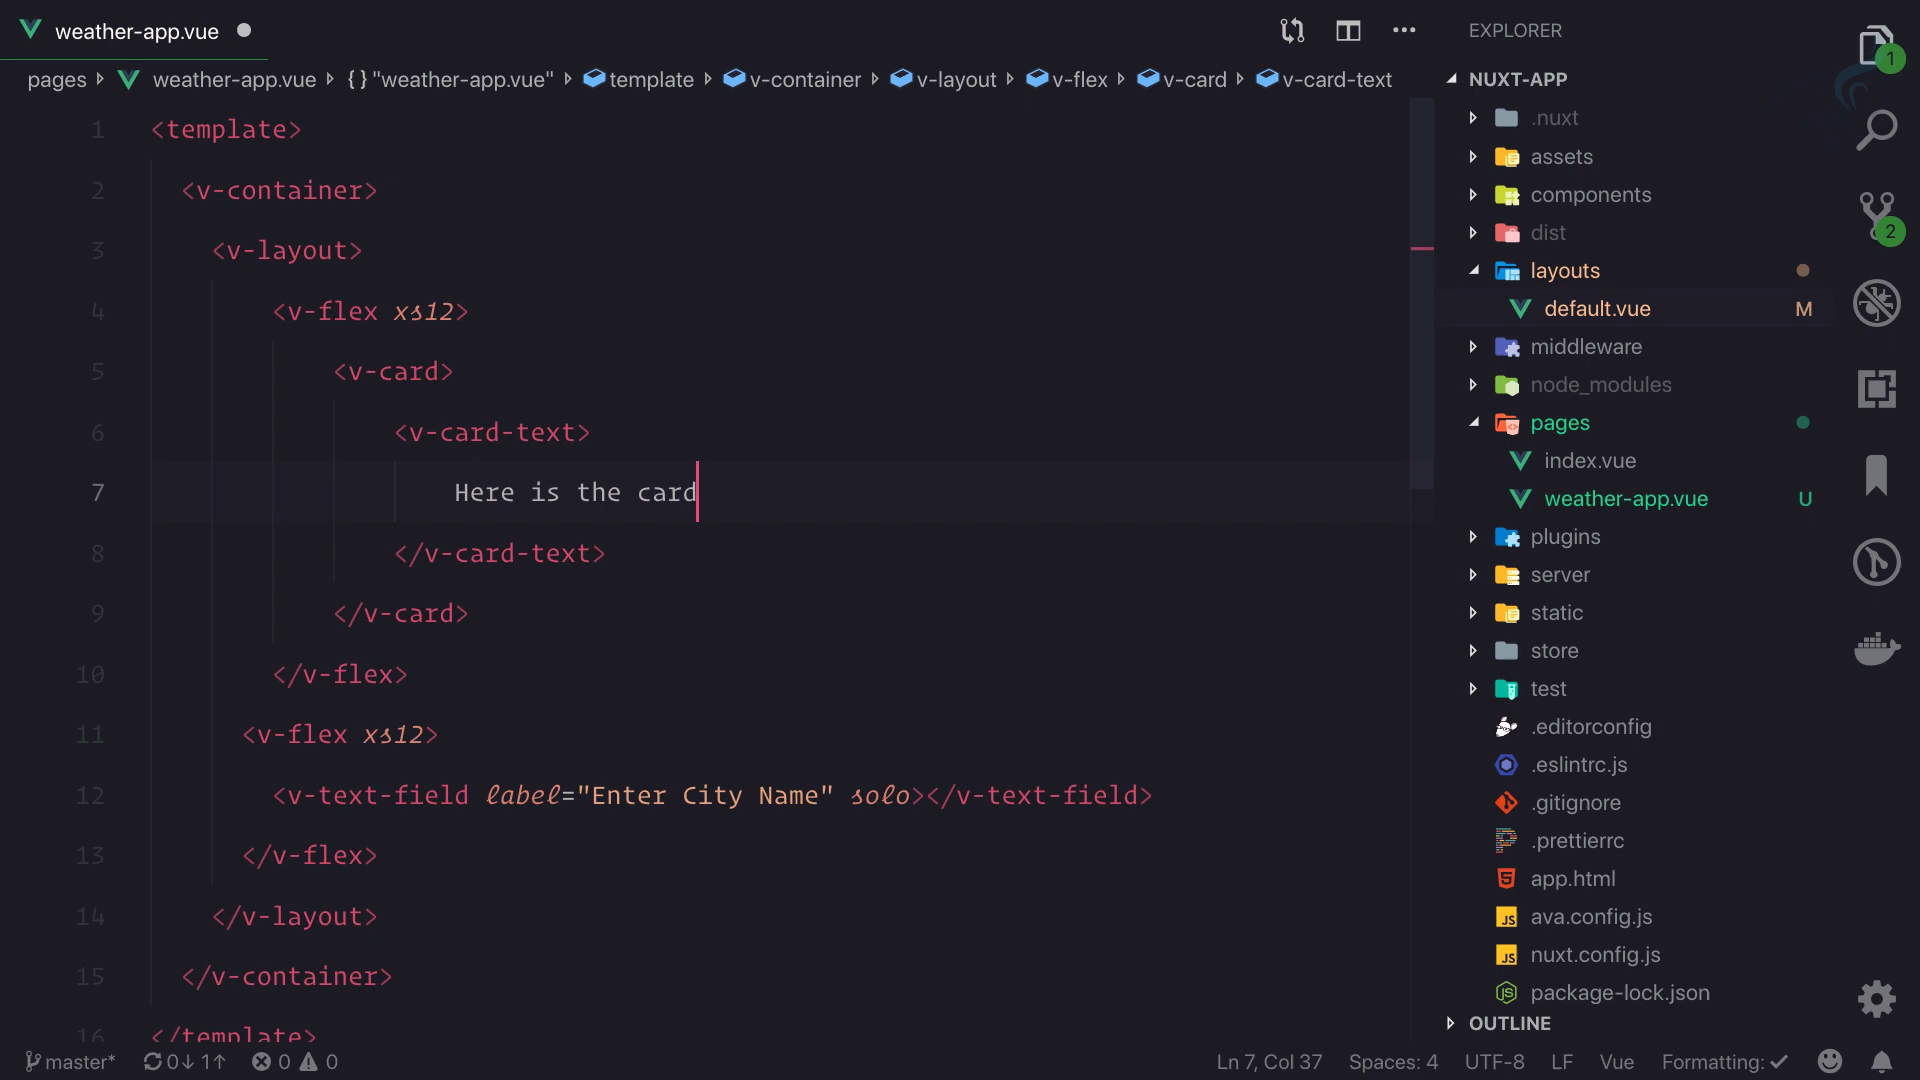 weather-app.vue
pages weather-app.vue {} "weather-app.vue" template v-container v-layout v-flex v-card v-card-text
1 <template>
2 <v-container>
3 <v-layout>
4 <v-flex xs12>
5 <v-card>
6 <v-card-text>
7 Here is the card
8 </v-card-text>
9 </v-card>
10 </v-flex>
11 <v-flex xs12>
12 <v-text-field label="Enter City Name" solo></v-text-field>
13 </v-flex>
14 </v-layout>
15 </v-container>
16 </template>
EXPLORER
NUXT-APP
.nuxt
assets
components
dist
layouts
default.vue M
middleware
node_modules
pages
index.vue
weather-app.vue U
plugins
server
static
store
test
.editorconfig
.eslintrc.js
.gitignore
.prettierrc
app.html
JS ava.config.js
JS nuxt.config.js
package-lock.json
OUTLINE
1
2
master* 0↓ 1↑ 0 0 Ln 7, Col 37 Spaces: 4 UTF-8 LF Vue Formatting: ✓